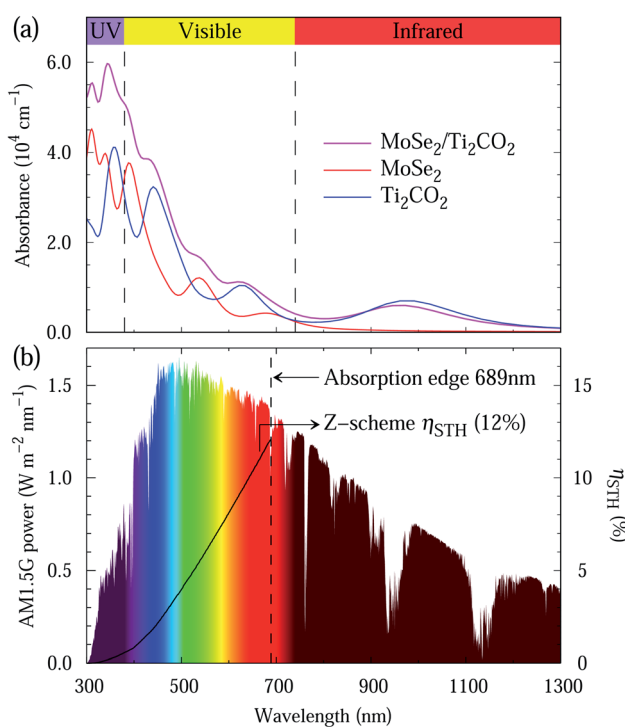 (a)
UV Visible Infrared
6.0
4.0
2.0
0.0
Absorbance (10⁴ cm⁻¹)
MoSe₂/Ti₂CO₂
MoSe₂
Ti₂CO₂
(b)
1.5
1.0
0.5
0.0
AM1.5G power (W m⁻² nm⁻¹)
Absorption edge 689nm
Z−scheme η_STH (12%)
15
10
5
0
η_STH (%)
300 500 700 900 1100 1300
Wavelength (nm)